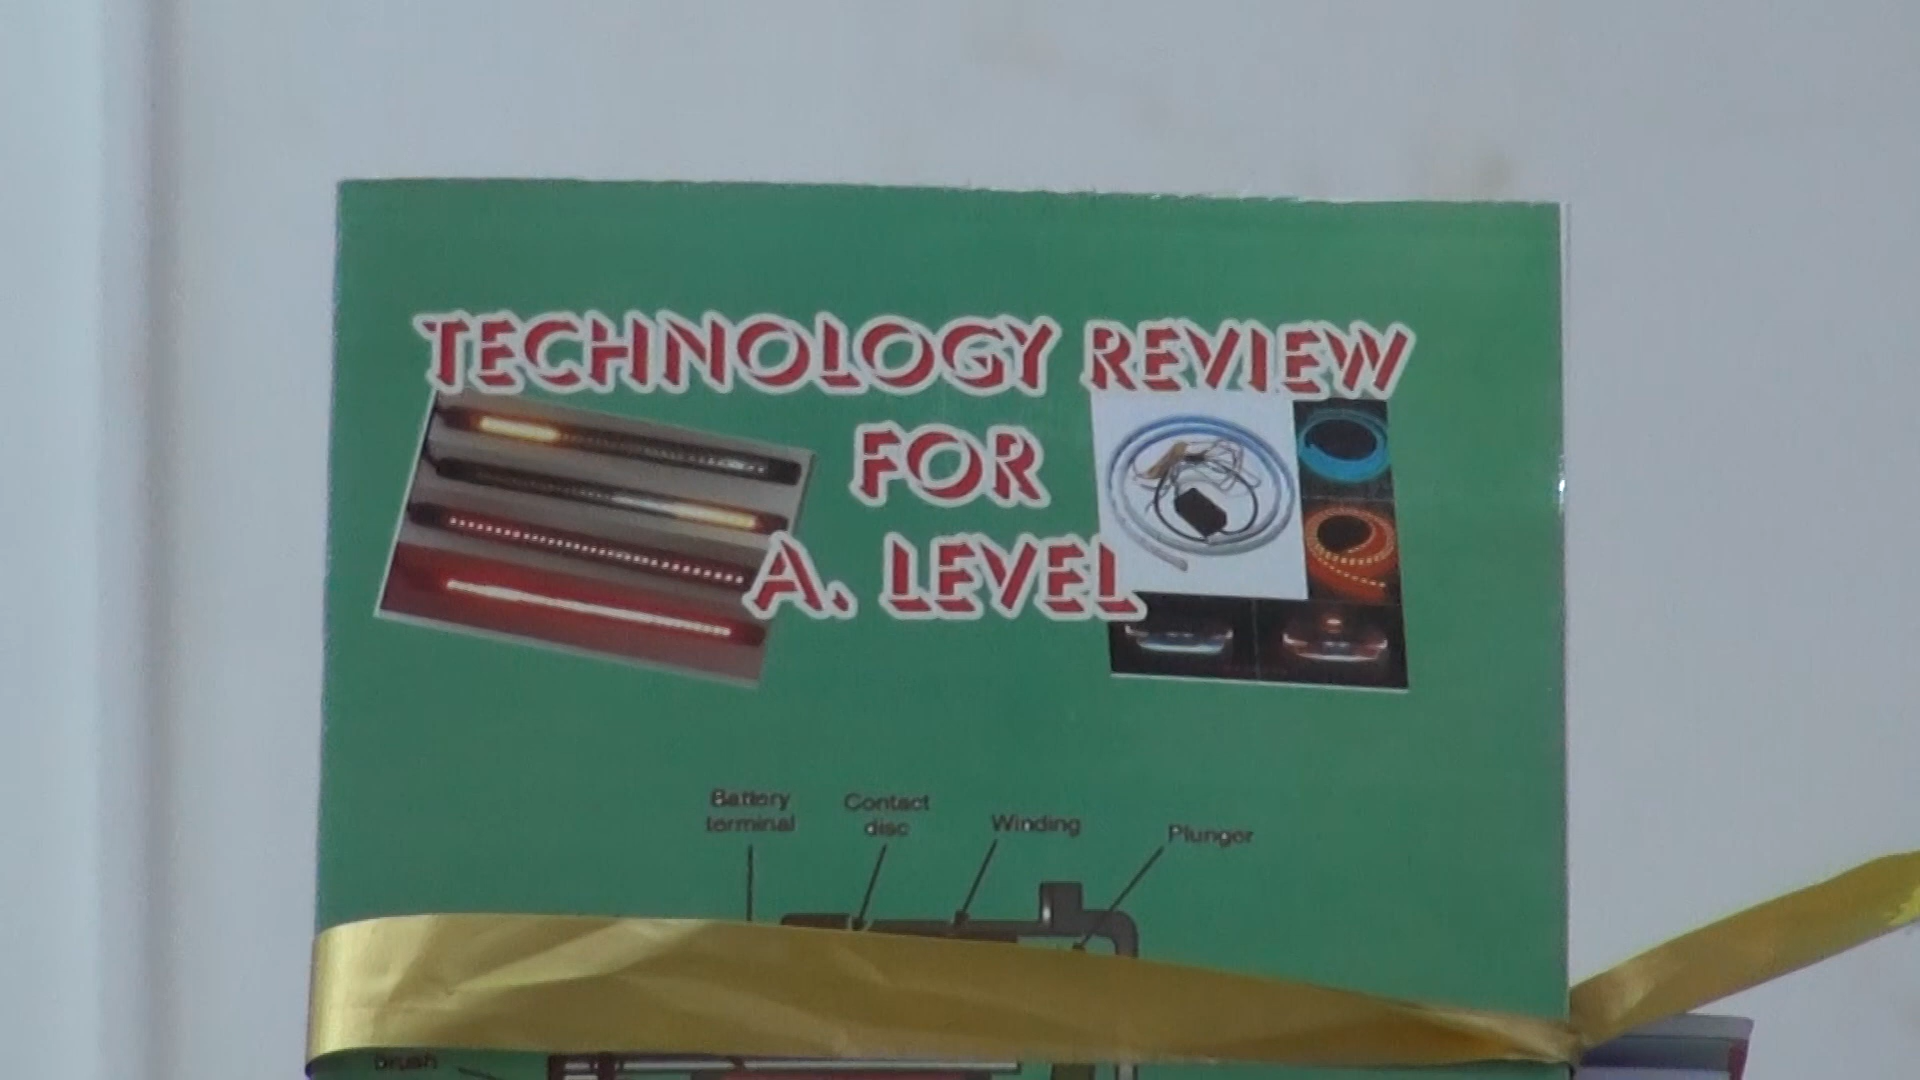 TECHNOLOGY REVIEW
FOR
A. LEVEL
Battery terminal
Contact disc
Winding
Plunger
brush